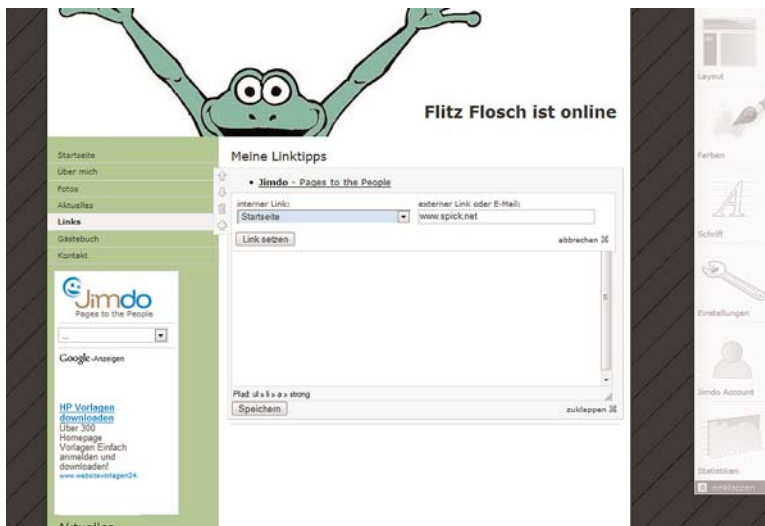 Flitz Flosch ist online
Startseite
Über mich
Fotos
Aktuelles
Links
Gästebuch
Kontakt
Jimdo
Pages to the People
...
Google-Anzeigen
HP Vorlagen
downloaden
Über 300
Homepage
Vorlagen Einfach
anmelden und
downloaden!
www.websitevorlagen24.
Aktuelles
Meine Linktipps
• Jimdo - Pages to the People
interner Link:
externer Link oder E-Mail:
Startseite
www.spick.net
Link setzen
abbrechen
Pfad: ul » li » a » strong
Speichern
zuklappen
Layout
Farben
Schrift
Einstellungen
Jimdo Account
Statistiken
einklappen